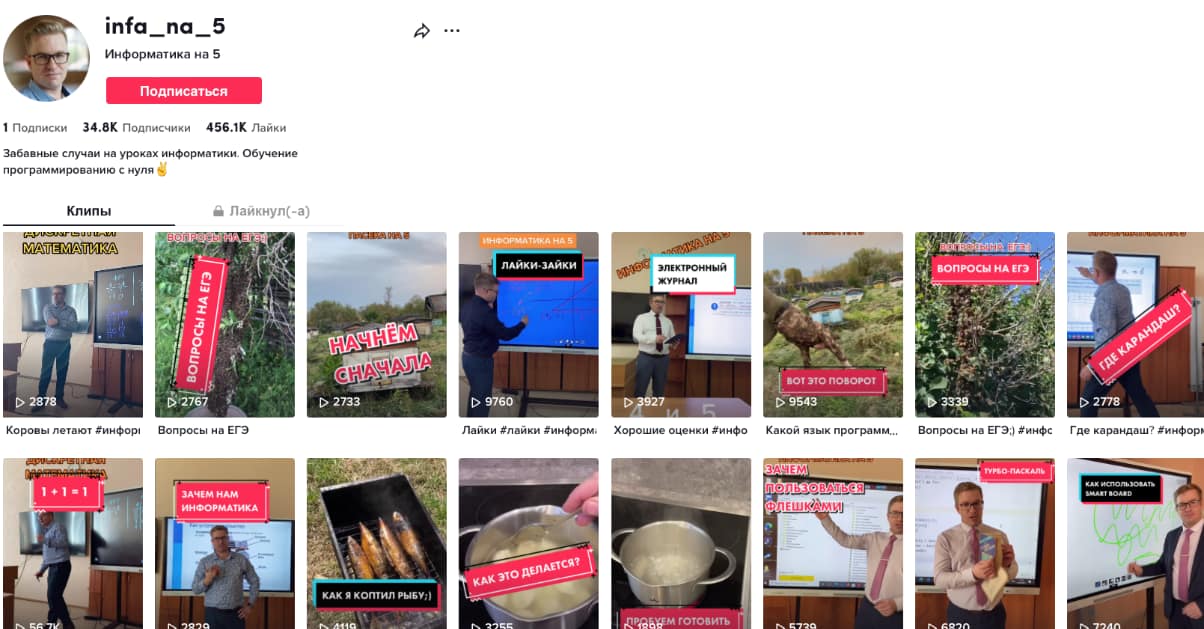 infa_na_5
Информатика на 5
Подписаться
1 Подписки 34.8K Подписчики 456.1K Лайки
Забавные случаи на уроках информатики. Обучение
программированию с нуля✌️
Клипы
Лайкнул(-а)
ДИСКРЕТНАЯ
МАТЕМАТИКА
2878
Коровы летают #инфор
ВОПРОСЫ НА ЕГЭ;)
ВОПРОСЫ НА ЕГЭ
2767
Вопросы на ЕГЭ
ПАСЕКА НА 5
НАЧНЁМ
СНАЧАЛА
2733
ИНФОРМАТИКА НА 5
ЛАЙКИ-ЗАЙКИ
9760
Лайки #лайки #информа
ИНФОРМАТИКА НА 5
ЭЛЕКТРОННЫЙ
ЖУРНАЛ
4 и 5
3927
Хорошие оценки #инфо
ВОТ ЭТО ПОВОРОТ
9543
Какой язык программ...
ВОПРОСЫ НА ЕГЭ;)
ВОПРОСЫ НА ЕГЭ
3339
Вопросы на ЕГЭ;) #инфо
ГДЕ КАРАНДАШ?
2778
Где карандаш? #инфор
ДИСКРЕТНАЯ
МАТЕМАТИКА
1 + 1 = 1
56.7K
ЗАЧЕМ НАМ
ИНФОРМАТИКА
2829
КАК Я КОПТИЛ РЫБУ;)
4119
КАК ЭТО ДЕЛАЕТСЯ?
3255
ПРОБУЕМ ГОТОВИТЬ
1898
ЗАЧЕМ
ПОЛЬЗОВАТЬСЯ
ФЛЕШКАМИ
5739
ТУРБО-ПАСКАЛЬ
6820
КАК ИСПОЛЬЗОВАТЬ
SMART BOARD
7240